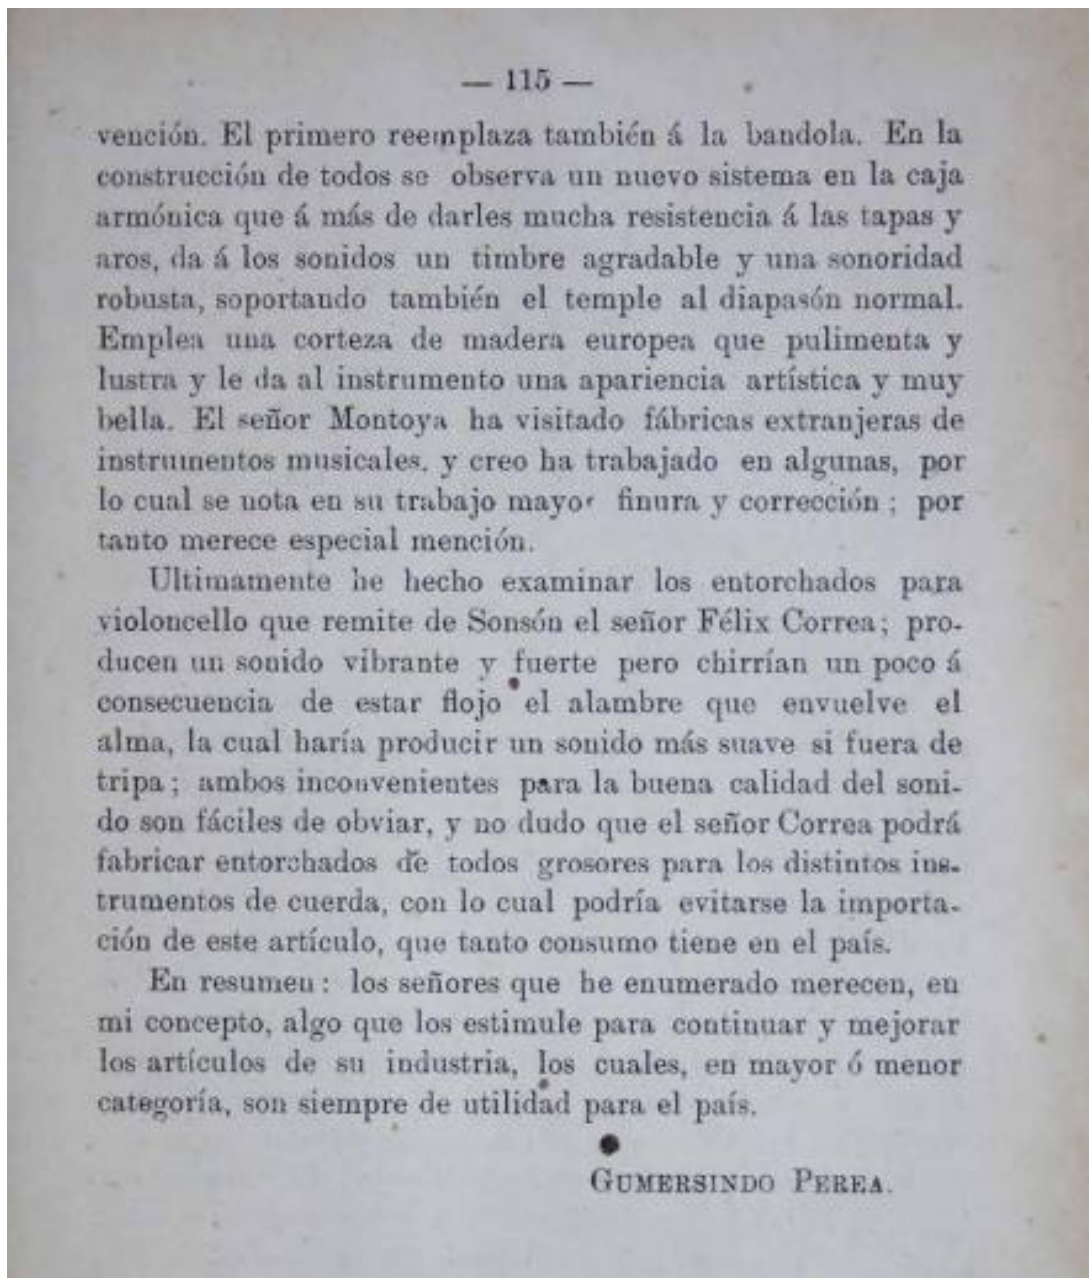 — 115 —
vención. El primero reemplaza también á la bandola. En la
construcción de todos se observa un nuevo sistema en la caja
armónica que á más de darles mucha resistencia á las tapas y
aros, da á los sonidos un timbre agradable y una sonoridad
robusta, soportando también el temple al diapasón normal.
Emplea una corteza de madera europea que pulimenta y
lustra y le da al instrumento una apariencia artística y muy
bella. El señor Montoya ha visitado fábricas extranjeras de
instrumentos musicales. y creo ha trabajado en algunas, por
lo cual se nota en su trabajo mayor finura y corrección ; por
tanto merece especial mención.
Ultimamente he hecho examinar los entorchados para
violoncello que remite de Sonsón el señor Félix Correa; pro-
ducen un sonido vibrante y fuerte pero chirrían un poco á
consecuencia de estar flojo el alambre que envuelve el
alma, la cual haría producir un sonido más suave si fuera de
tripa ; ambos inconvenientes para la buena calidad del soni-
do son fáciles de obviar, y no dudo que el señor Correa podrá
fabricar entorchados de todos grosores para los distintos ins-
trumentos de cuerda, con lo cual podría evitarse la importa-
ción de este artículo, que tanto consumo tiene en el país.
En resumen : los señores que he enumerado merecen, en
mi concepto, algo que los estimule para continuar y mejorar
los artículos de su industria, los cuales, en mayor ó menor
categoría, son siempre de utilidad para el país.
GUMERSINDO PEREA.